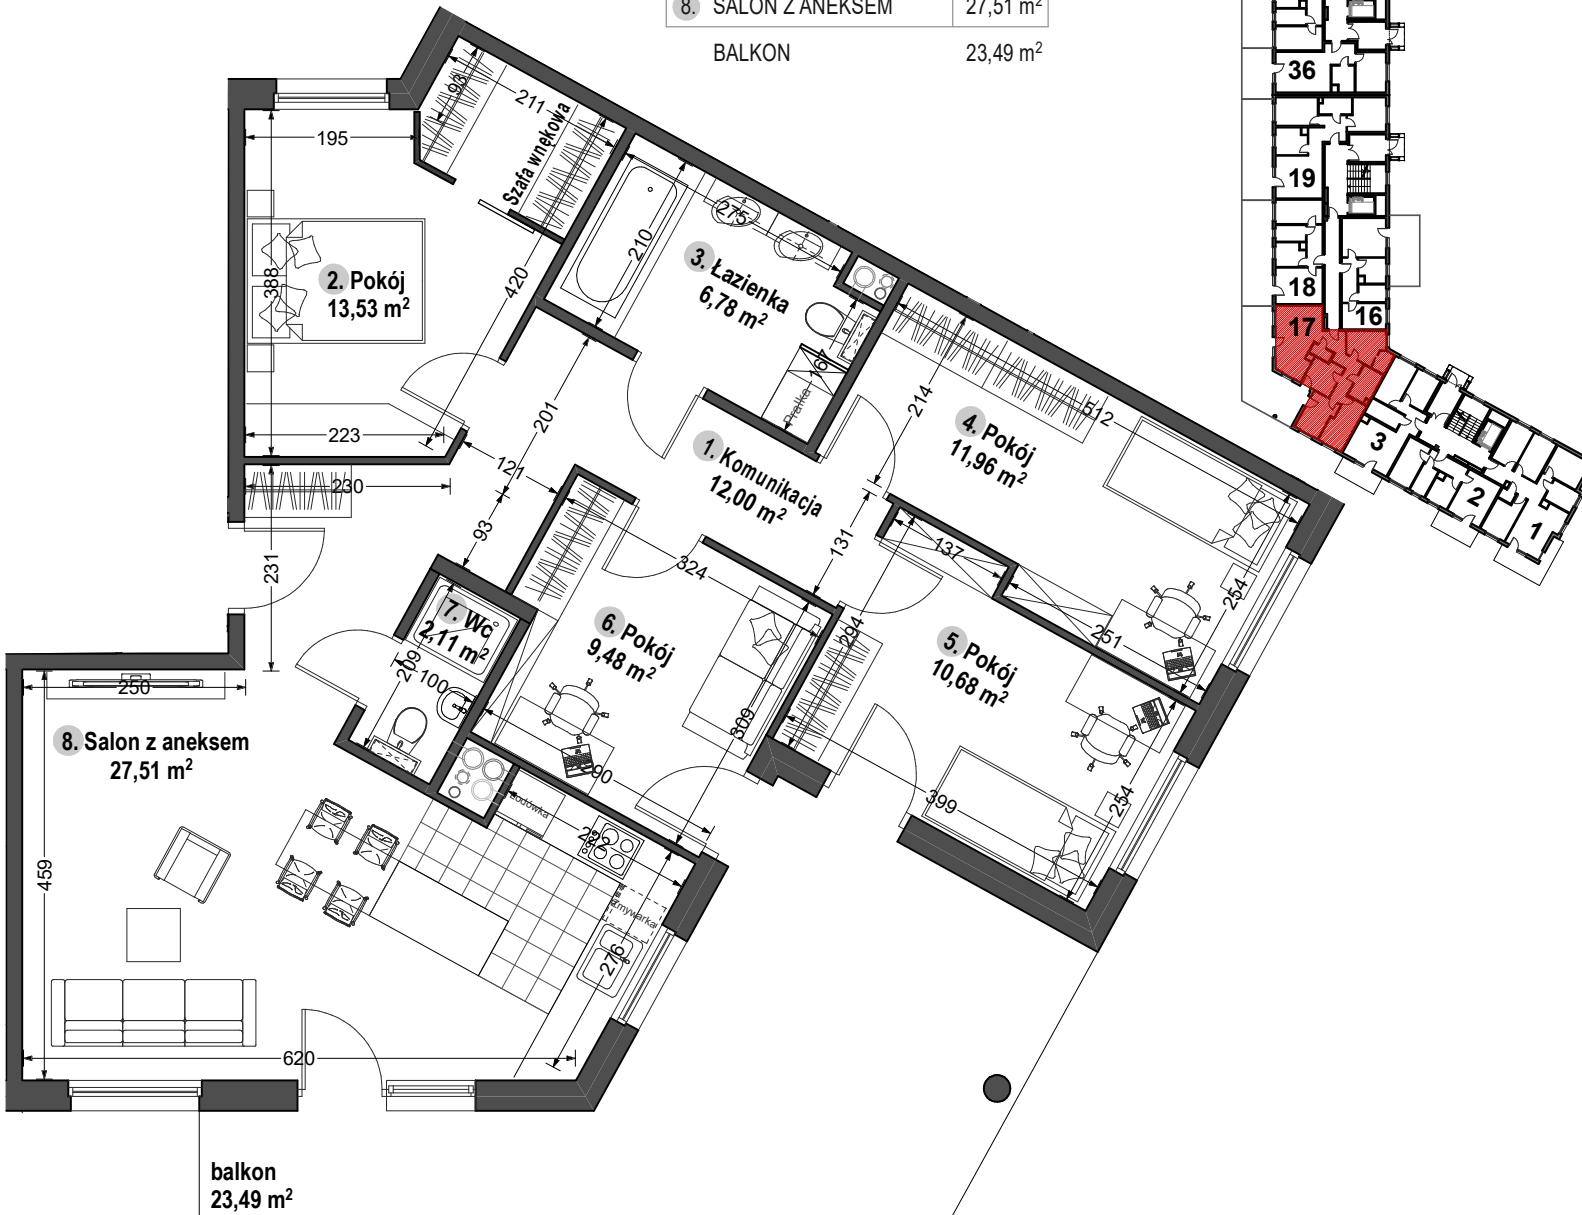 8. SALON Z ANEKSEM 27,51 m²
BALKON 23,49 m²
36
19
18
17
16
3
2
1
93
211
Szafa wnękowa
195
388
2. Pokój
13,53 m²
420
223
230
275
210
3. Łazienka
6,78 m²
167
Pralka
201
121
93
1. Komunikacja
12,00 m²
214
512
4. Pokój
11,96 m²
131
137
251
254
231
324
7. Wc
2,11 m²
209
100
6. Pokój
9,48 m²
309
294
5. Pokój
10,68 m²
399
254
250
8. Salon z aneksem
27,51 m²
459
620
90
Lodówka
Zmywarka
276
balkon
23,49 m²